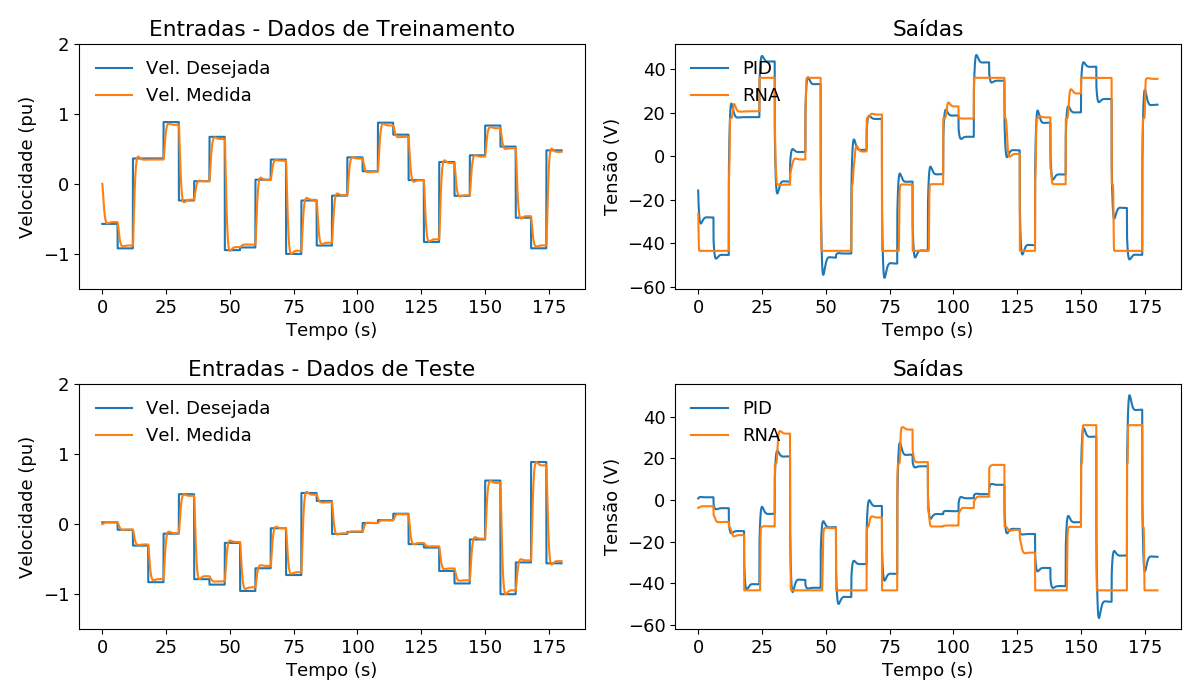 Entradas - Dados de Treinamento
Vel. Desejada
Vel. Medida
Velocidade (pu)
2
1
0
−1
0 25 50 75 100 125 150 175
Tempo (s)
Saídas
PID
RNA
Tensão (V)
40
20
0
−20
−40
−60
0 25 50 75 100 125 150 175
Tempo (s)
Entradas - Dados de Teste
Vel. Desejada
Vel. Medida
Velocidade (pu)
2
1
0
−1
0 25 50 75 100 125 150 175
Tempo (s)
Saídas
PID
RNA
Tensão (V)
40
20
0
−20
−40
−60
0 25 50 75 100 125 150 175
Tempo (s)